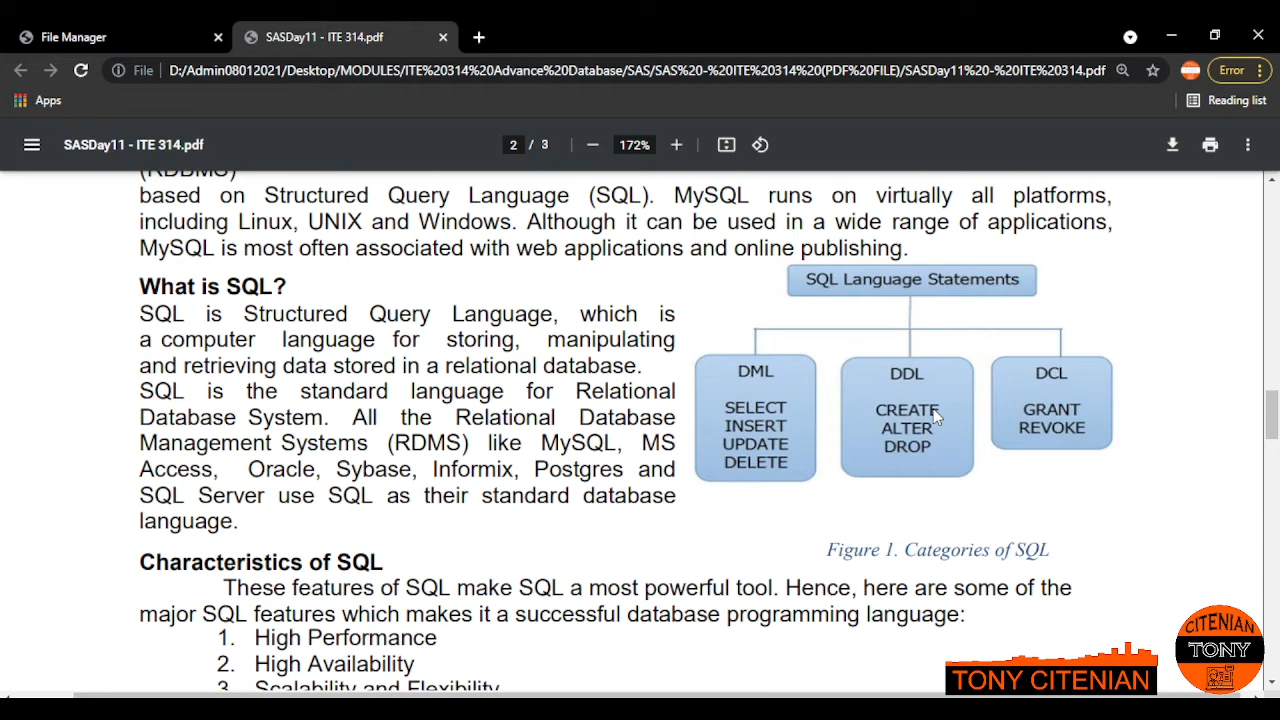 File Manager
SASDay11 - ITE 314.pdf
File
D:/Admin08012021/Desktop/MODULES/ITE%20314%20Advance%20Database/SAS/SAS%20-%20ITE%20314%20(PDF%20FILE)/SASDay11%20-%20ITE%20314.pdf
Error
Apps
Reading list
SASDay11 - ITE 314.pdf
2 / 3
172%
(RDBMS)
based on Structured Query Language (SQL). MySQL runs on virtually all platforms,
including Linux, UNIX and Windows. Although it can be used in a wide range of applications,
MySQL is most often associated with web applications and online publishing.
What is SQL?
SQL is Structured Query Language, which is
a computer language for storing, manipulating
and retrieving data stored in a relational database.
SQL is the standard language for Relational
Database System. All the Relational Database
Management Systems (RDMS) like MySQL, MS
Access, Oracle, Sybase, Informix, Postgres and
SQL Server use SQL as their standard database
language.
SQL Language Statements
DML
SELECT
INSERT
UPDATE
DELETE
DDL
CREATE
ALTER
DROP
DCL
GRANT
REVOKE
Figure 1. Categories of SQL
Characteristics of SQL
These features of SQL make SQL a most powerful tool. Hence, here are some of the
major SQL features which makes it a successful database programming language:
1. High Performance
2. High Availability
3. Scalability and Flexibility
TONY CITENIAN
CITENIAN
TONY